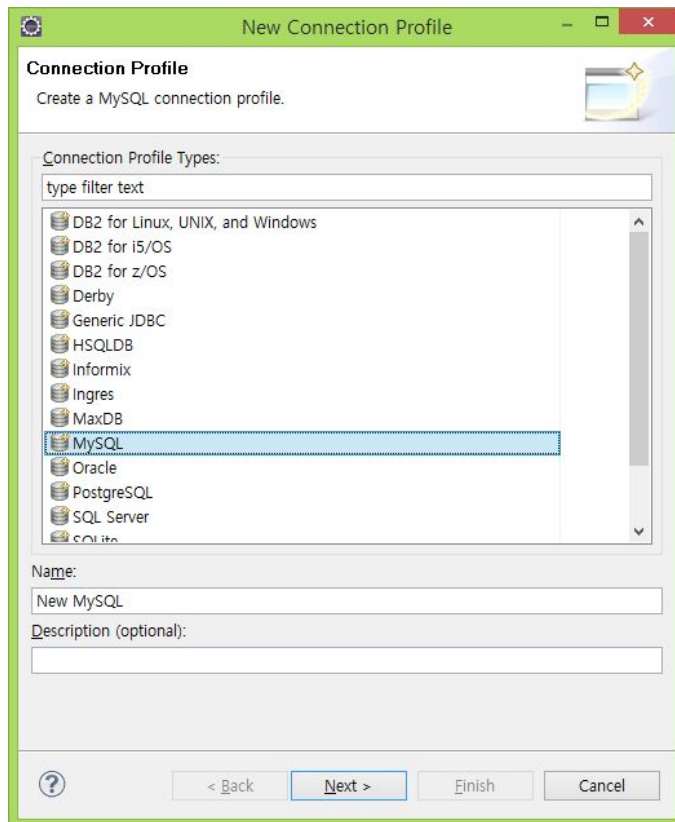 New Connection Profile
Connection Profile
Create a MySQL connection profile.
Connection Profile Types:
type filter text
DB2 for Linux, UNIX, and Windows
DB2 for i5/OS
DB2 for z/OS
Derby
Generic JDBC
HSQLDB
Informix
Ingres
MaxDB
MySQL
Oracle
PostgreSQL
SQL Server
SQLite
Name:
New MySQL
Description (optional):
? < Back Next > Finish Cancel